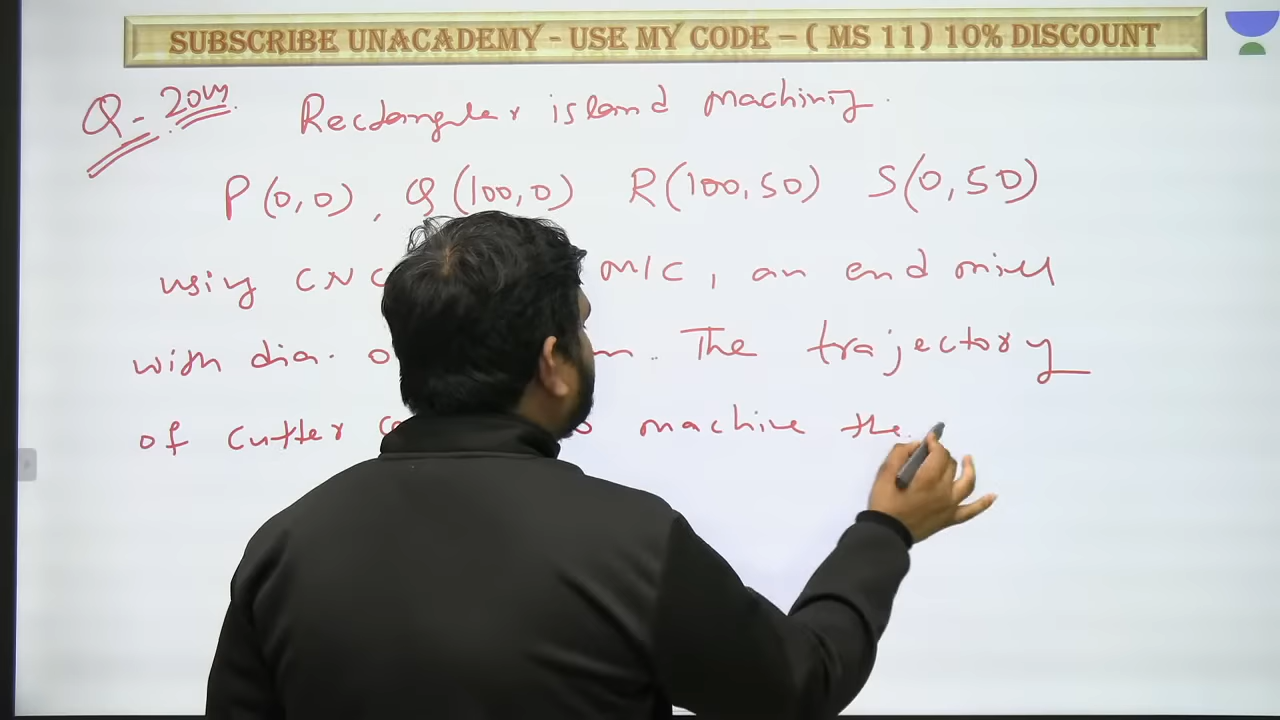 SUBSCRIBE UNACADEMY - USE MY CODE - ( MS 11) 10% DISCOUNT
Q-
Rectangular island machining.
P(0,0), Q(100,0) R(100,50) S(0,50)
using CNC M/C, an end mill
with dia. The trajectory
of cutter machine the